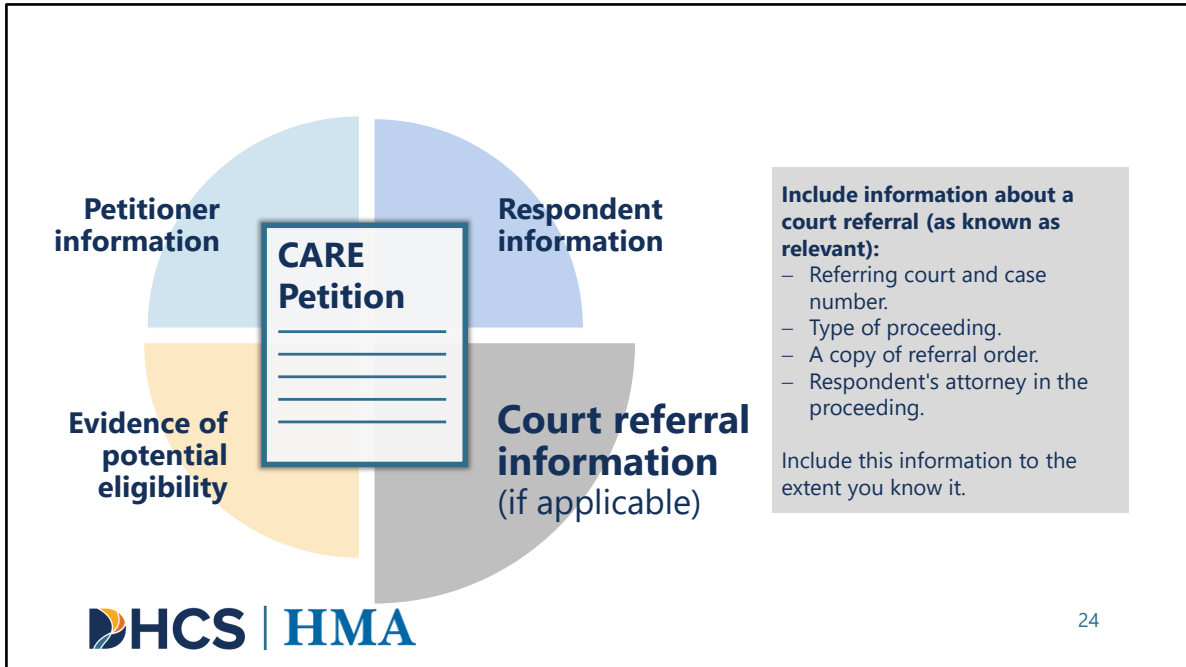 Petitioner
information
Respondent
information
CARE
Petition
Evidence of
potential
eligibility
Court referral
information
(if applicable)
Include information about a
court referral (as known as
relevant):
– Referring court and case
number.
– Type of proceeding.
– A copy of referral order.
– Respondent's attorney in the
proceeding.
Include this information to the
extent you know it.
DHCS | HMA
24